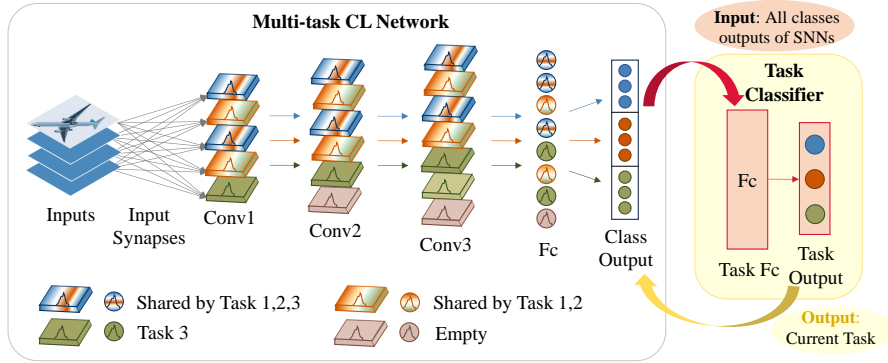 Multi-task CL Network
Input: All classes
outputs of SNNs
Task
Classifier
Fc
Inputs
Input
Synapses
Conv1
Conv2
Conv3
Fc
Class
Output
Task Fc
Task
Output
Shared by Task 1,2,3
Shared by Task 1,2
Task 3
Empty
Output:
Current Task